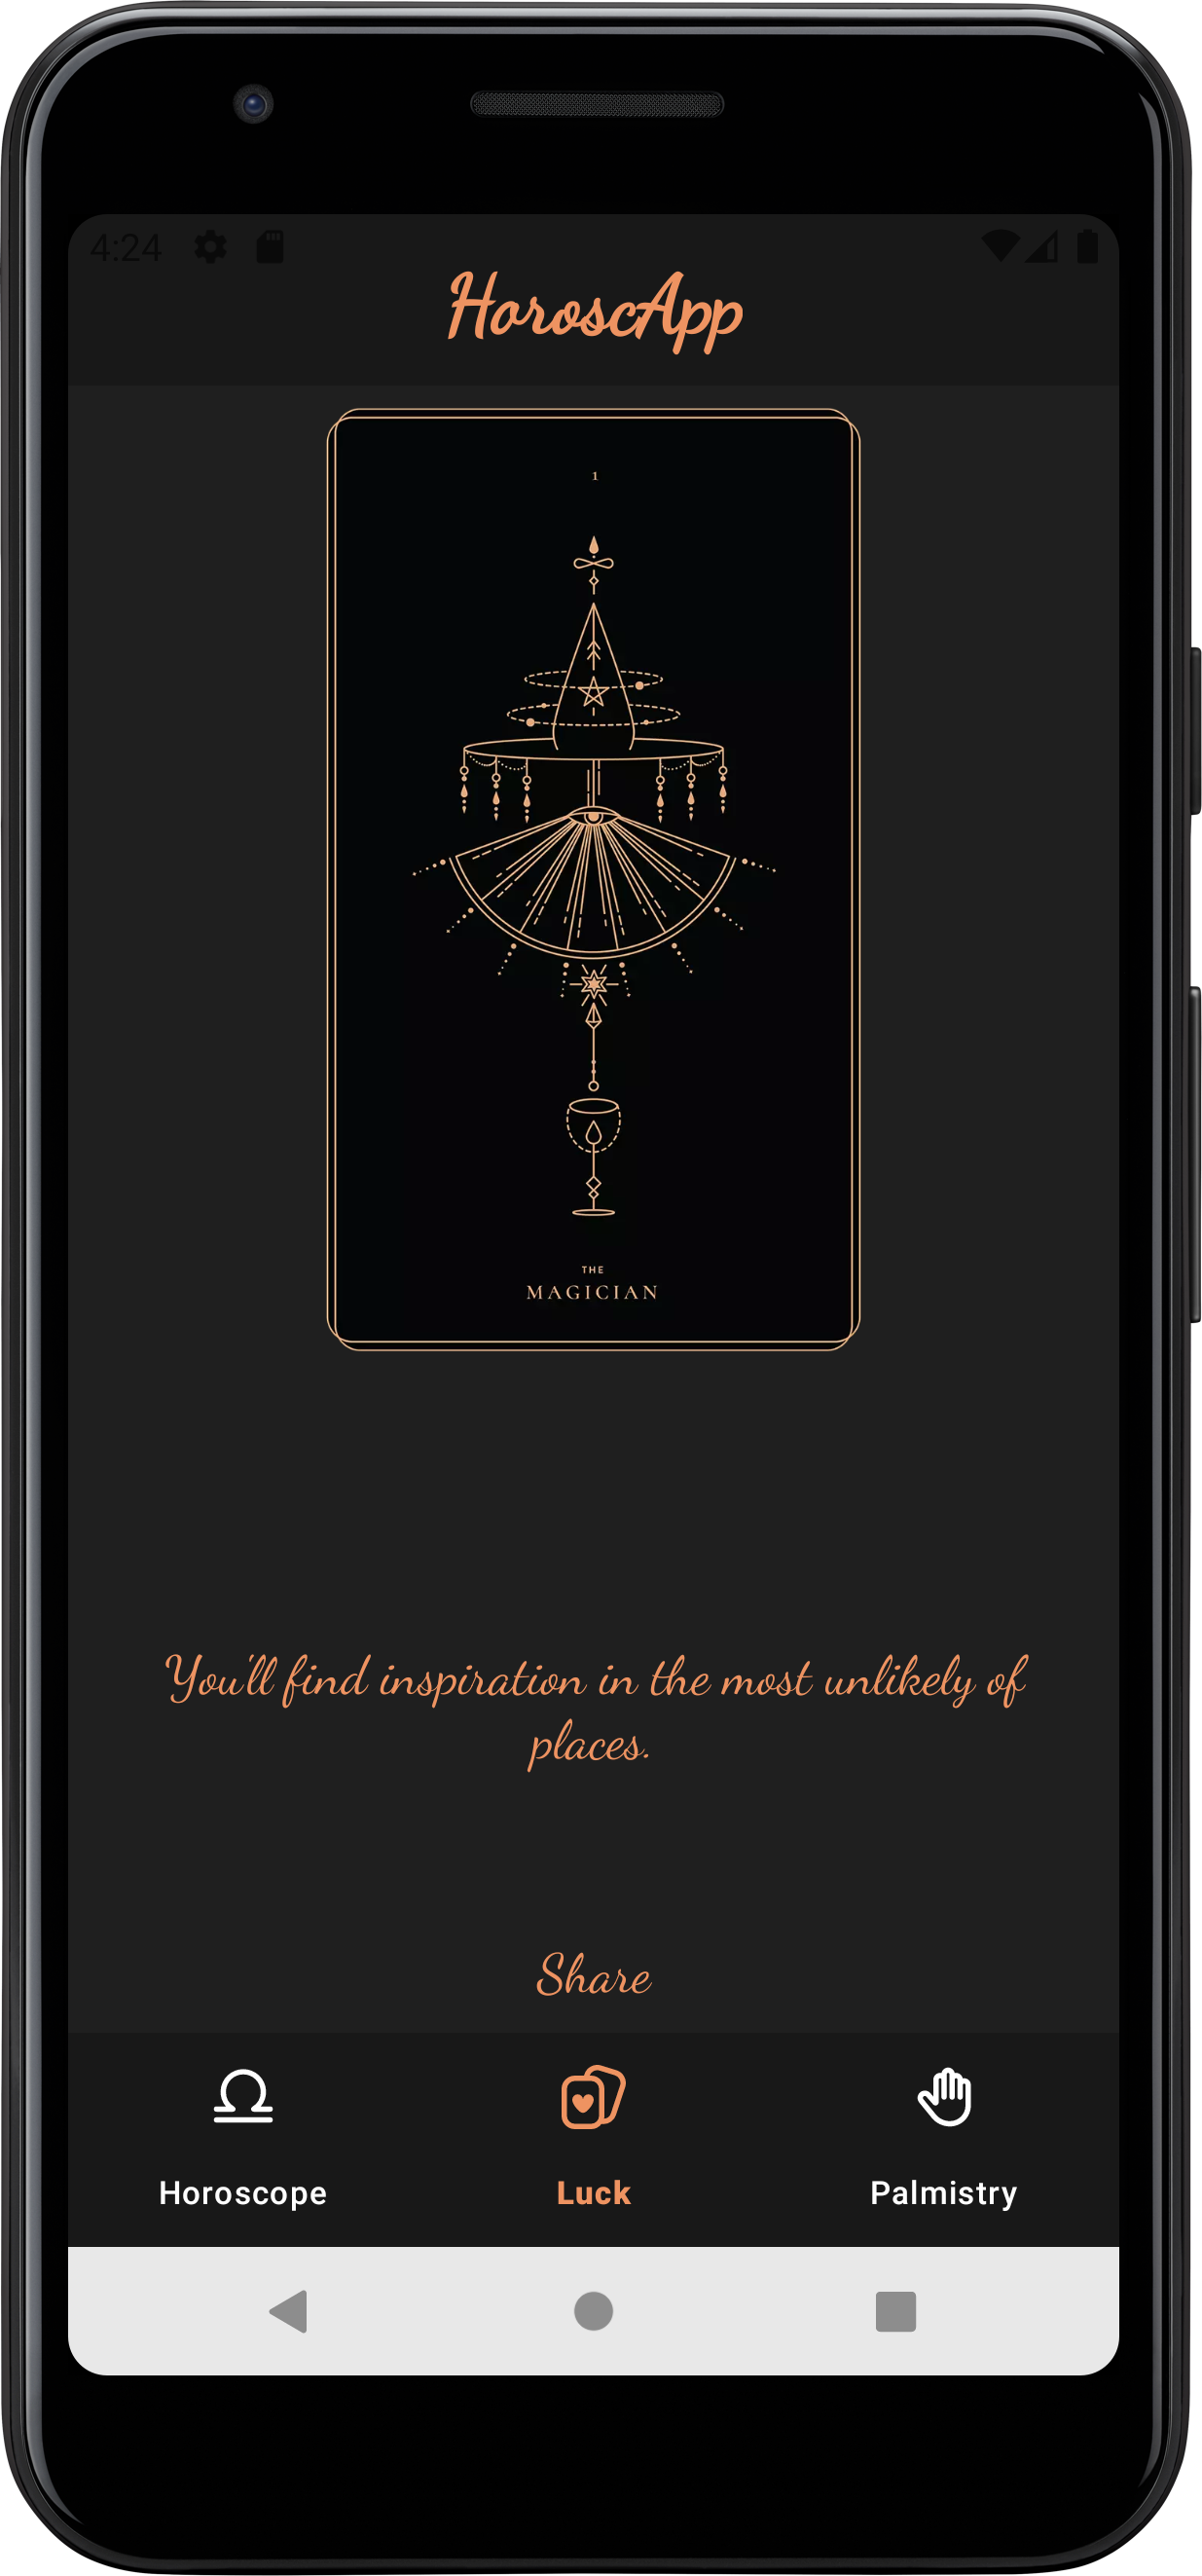 4:24
HoroscApp
1
THE
MAGICIAN
You'll find inspiration in the most unlikely of
places.
Share
Horoscope
Luck
Palmistry